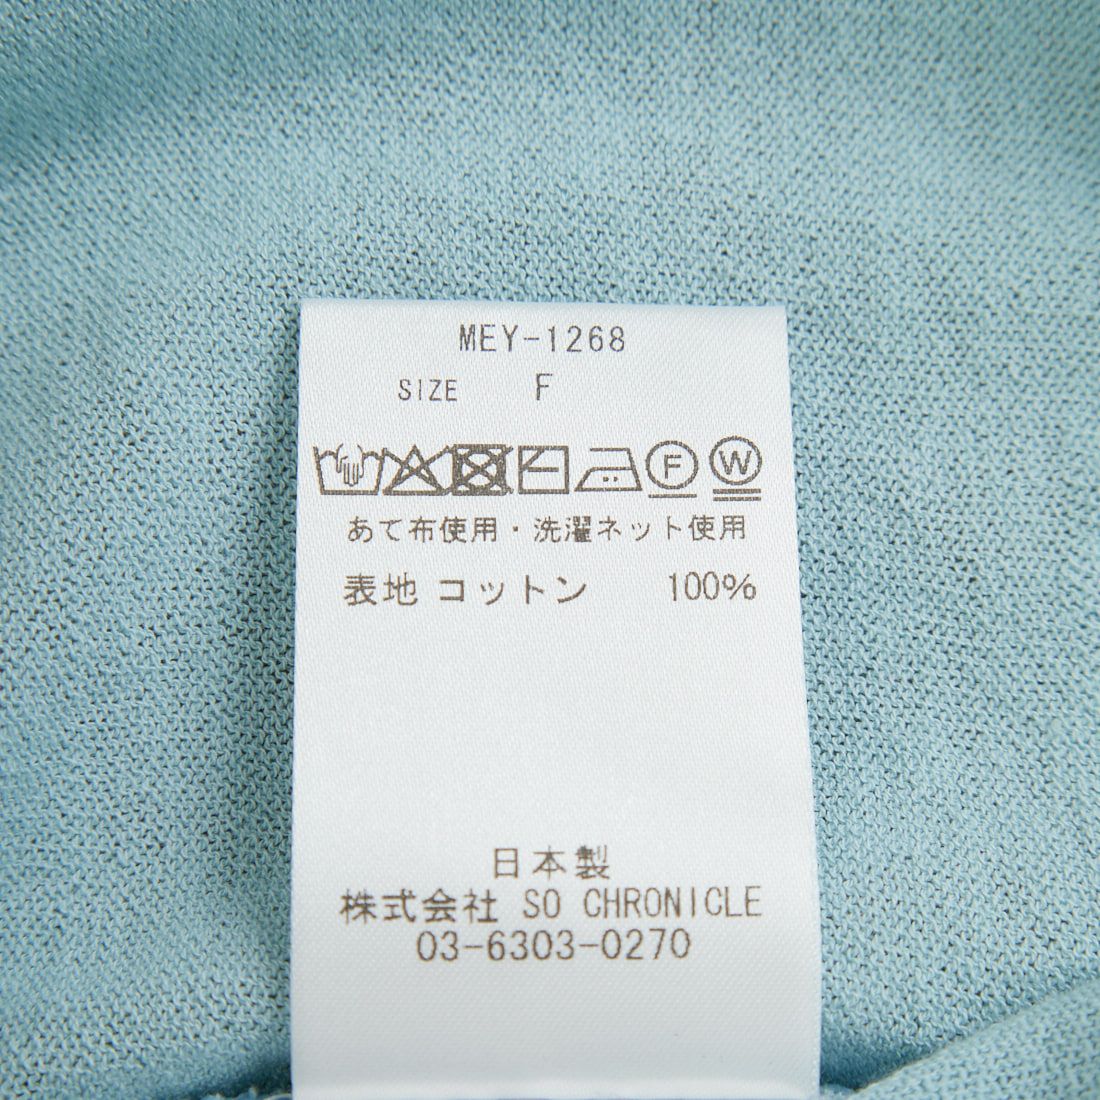 MEY-1268
SIZE F
あて布使用・洗濯ネット使用
表地 コットン 100%
日本製
株式会社 SO CHRONICLE
03-6303-0270